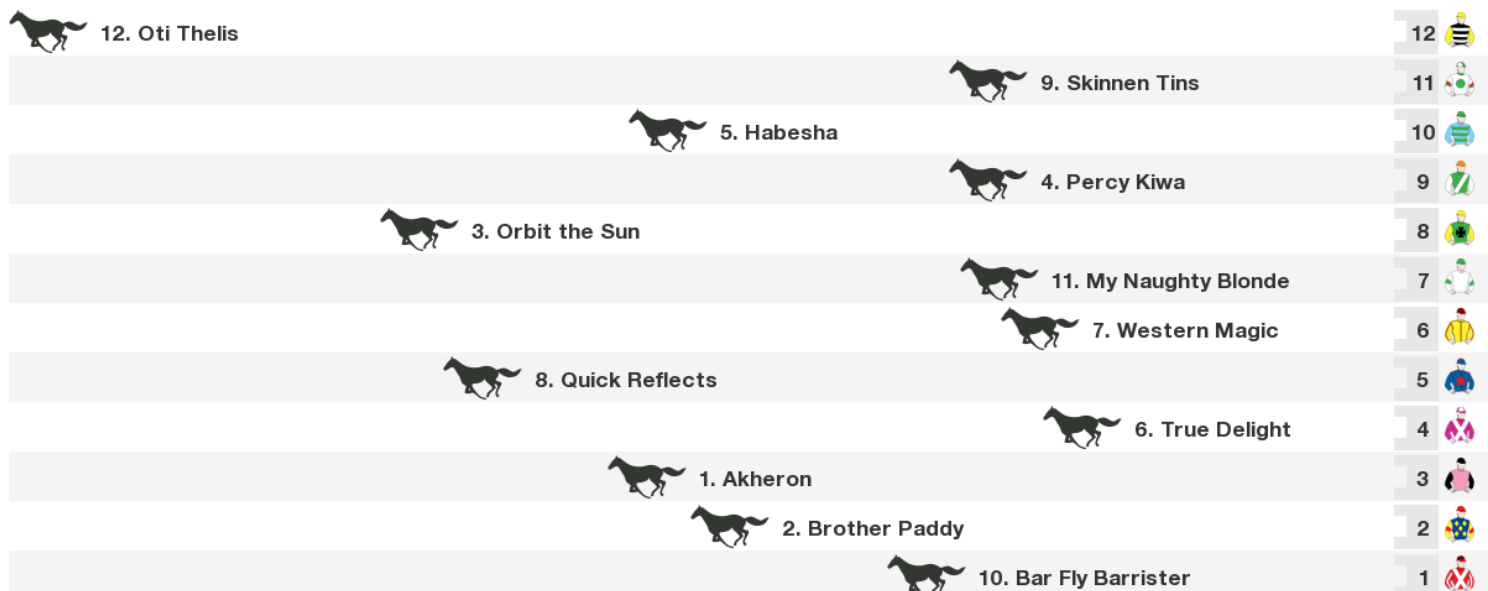 12. Oti Thelis 12
9. Skinnen Tins 11
5. Habesha 10
4. Percy Kiwa 9
3. Orbit the Sun 8
11. My Naughty Blonde 7
7. Western Magic 6
8. Quick Reflects 5
6. True Delight 4
1. Akheron 3
2. Brother Paddy 2
10. Bar Fly Barrister 1